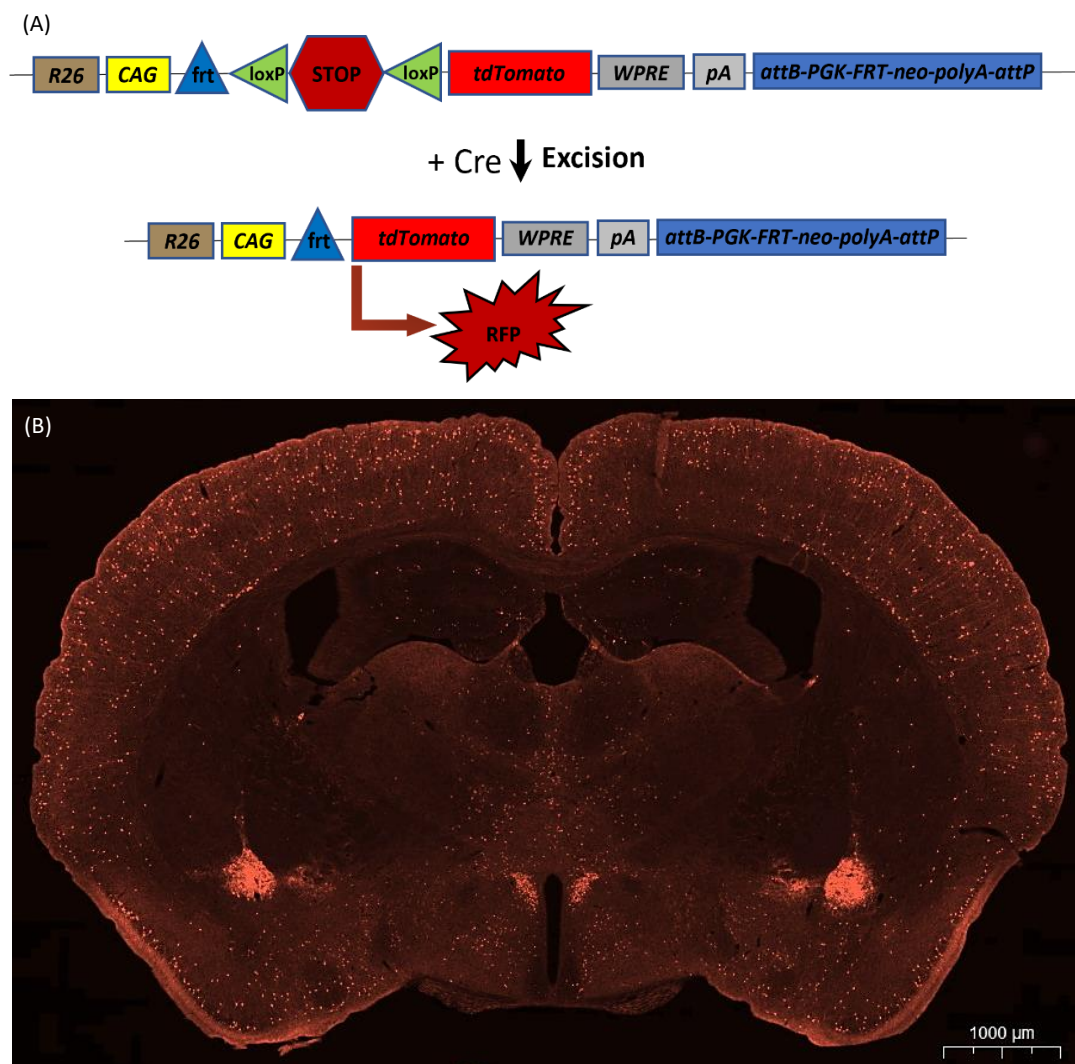 (A)
R26 CAG frt loxP STOP loxP tdTomato WPRE pA attB-PGK-FRT-neo-polyA-attP
+ Cre Excision
R26 CAG frt tdTomato WPRE pA attB-PGK-FRT-neo-polyA-attP
RFP
(B)
1000 µm